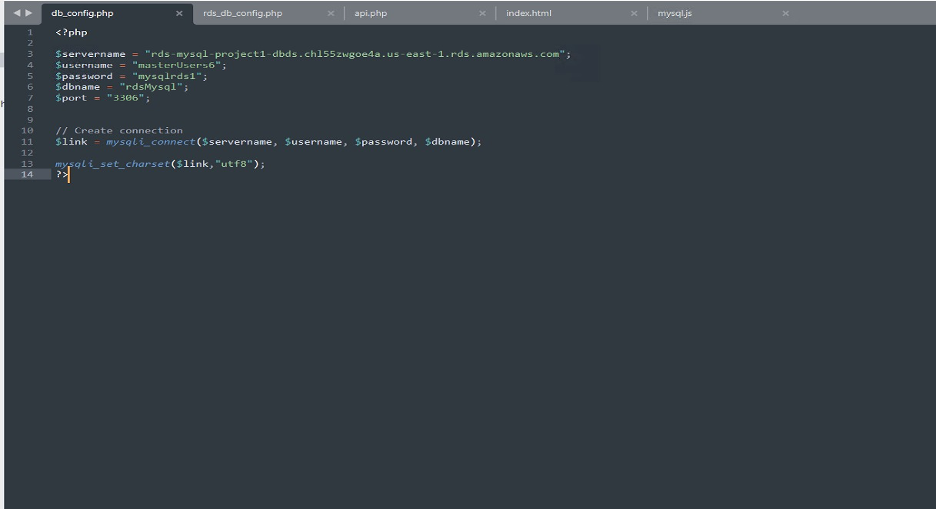 db_config.php × rds_db_config.php × api.php × index.html × mysql.js ×
1 <?php
2
3 $servername = "rds-mysql-project1-dbds.chl55zwgoe4a.us-east-1.rds.amazonaws.com";
4 $username = "masterUsers6";
5 $password = "mysqlrds1";
6 $dbname = "rdsMysql";
7 $port = "3306";
8
9
10 // Create connection
11 $link = mysqli_connect($servername, $username, $password, $dbname);
12
13 mysqli_set_charset($link,"utf8");
14 ?>